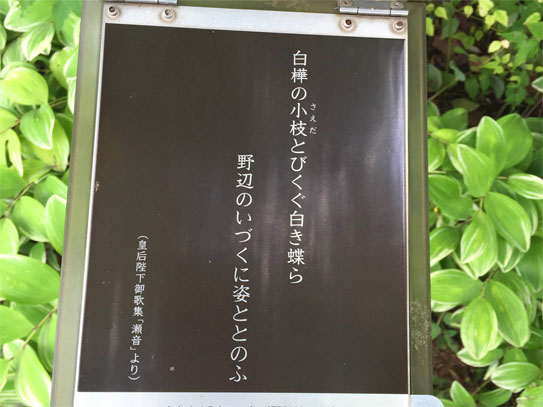 白樺の小枝とびくぐ白き蝶ら
さえだ
野辺のいづくに姿ととのふ
(皇后陛下御歌集「瀬音」より)